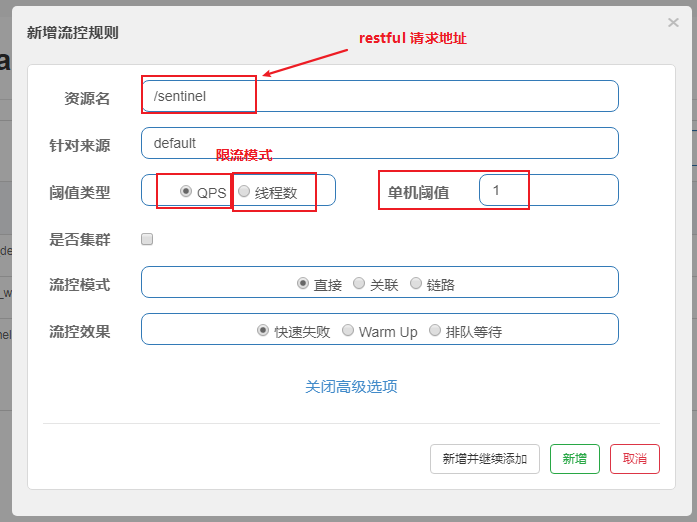 新增流控规则
×
restful 请求地址
a
资源名 /sentinel
针对来源 default
限流模式
阈值类型 QPS 线程数 单机阈值 1
是否集群
de
流控模式 直接 关联 链路
_w
流控效果 快速失败 Warm Up 排队等待
nel
关闭高级选项
新增并继续添加 新增 取消